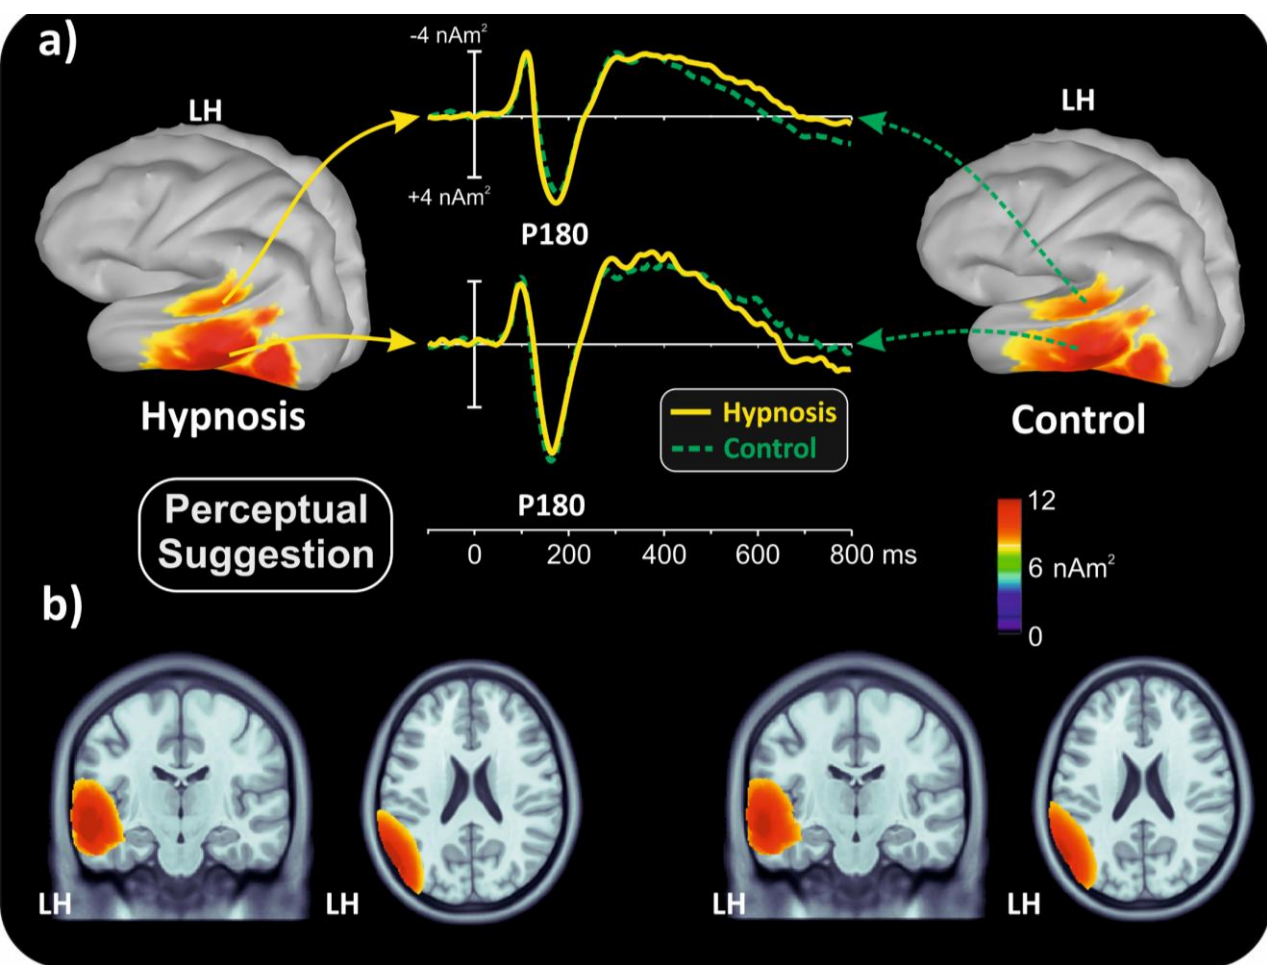 a)
LH
-4 nAm²
+4 nAm²
LH
P180
Hypnosis
Control
Hypnosis
Control
P180
Perceptual
Suggestion
0 200 400 600 800 ms
12
6 nAm²
0
b)
LH
LH
LH
LH